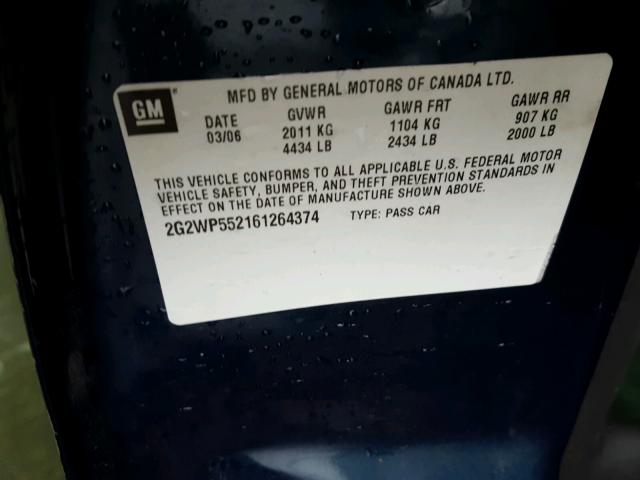 GM
MFD BY GENERAL MOTORS OF CANADA LTD.
DATE GVWR GAWR FRT GAWR RR
03/06 2011 KG 1104 KG 907 KG
4434 LB 2434 LB 2000 LB
THIS VEHICLE CONFORMS TO ALL APPLICABLE U.S. FEDERAL MOTOR
VEHICLE SAFETY, BUMPER, AND THEFT PREVENTION STANDARDS IN
EFFECT ON THE DATE OF MANUFACTURE SHOWN ABOVE.
2G2WP552161264374 TYPE: PASS CAR